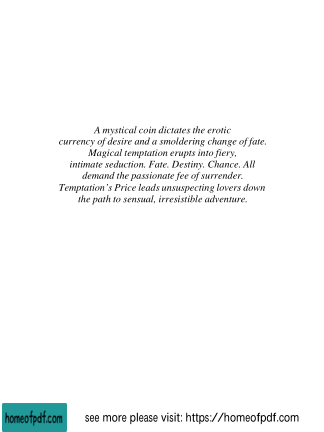 A mystical coin dictates the erotic
currency of desire and a smoldering change of fate.
Magical temptation erupts into fiery,
intimate seduction. Fate. Destiny. Chance. All
demand the passionate fee of surrender.
Temptation’s Price leads unsuspecting lovers down
the path to sensual, irresistible adventure.
homeofpdf.com
see more please visit: https://homeofpdf.com